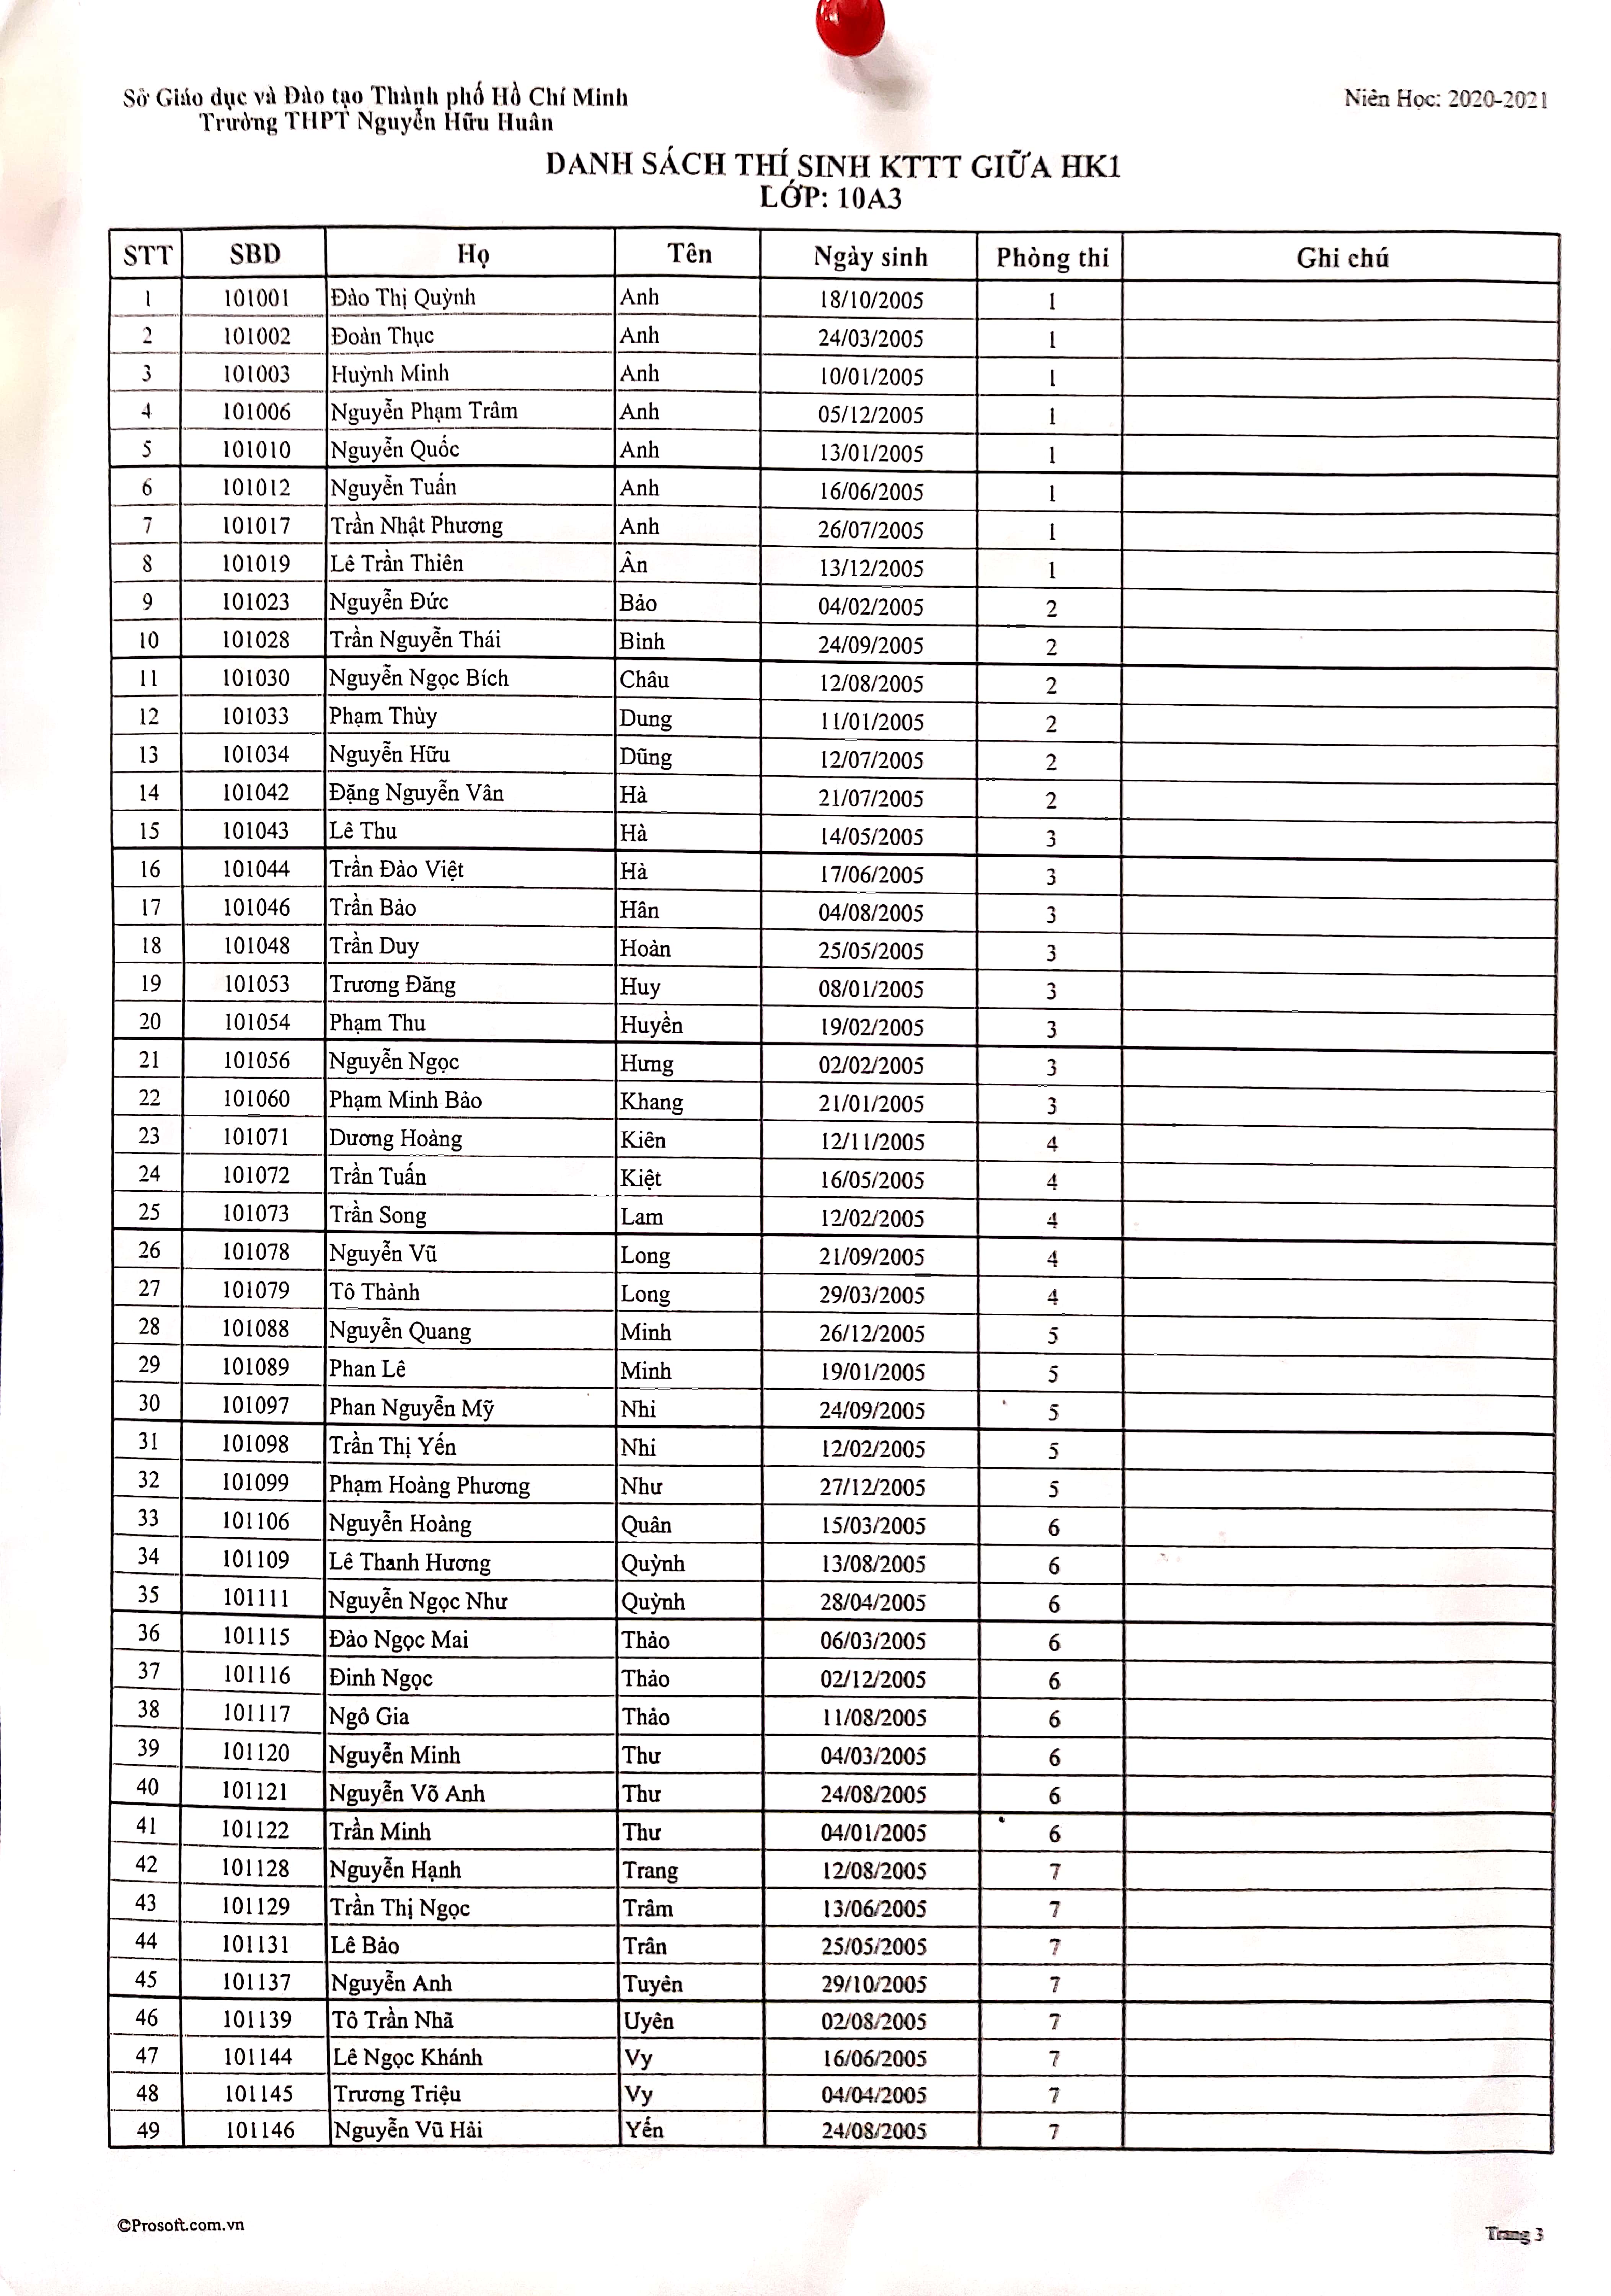 Sở Giáo dục và Đào tạo Thành phố Hồ Chí Minh
Trường THPT Nguyễn Hữu Huân
Niên Học: 2020-2021
DANH SÁCH THÍ SINH KTTT GIỮA HK1
LỚP: 10A3
STT SBD Họ Tên Ngày sinh Phòng thi Ghi chú
1 101001 Đào Thị Quỳnh Anh 18/10/2005 1
2 101002 Đoàn Thục Anh 24/03/2005 1
3 101003 Huỳnh Minh Anh 10/01/2005 1
4 101006 Nguyễn Phạm Trâm Anh 05/12/2005 1
5 101010 Nguyễn Quốc Anh 13/01/2005 1
6 101012 Nguyễn Tuấn Anh 16/06/2005 1
7 101017 Trần Nhật Phương Anh 26/07/2005 1
8 101019 Lê Trần Thiên Ân 13/12/2005 1
9 101023 Nguyễn Đức Bảo 04/02/2005 2
10 101028 Trần Nguyễn Thái Bình 24/09/2005 2
11 101030 Nguyễn Ngọc Bích Châu 12/08/2005 2
12 101033 Phạm Thùy Dung 11/01/2005 2
13 101034 Nguyễn Hữu Dũng 12/07/2005 2
14 101042 Đặng Nguyễn Vân Hà 21/07/2005 2
15 101043 Lê Thu Hà 14/05/2005 3
16 101044 Trần Đào Việt Hà 17/06/2005 3
17 101046 Trần Bảo Hân 04/08/2005 3
18 101048 Trần Duy Hoàn 25/05/2005 3
19 101053 Trương Đăng Huy 08/01/2005 3
20 101054 Phạm Thu Huyền 19/02/2005 3
21 101056 Nguyễn Ngọc Hưng 02/02/2005 3
22 101060 Phạm Minh Bảo Khang 21/01/2005 3
23 101071 Dương Hoàng Kiên 12/11/2005 4
24 101072 Trần Tuấn Kiệt 16/05/2005 4
25 101073 Trần Song Lam 12/02/2005 4
26 101078 Nguyễn Vũ Long 21/09/2005 4
27 101079 Tô Thành Long 29/03/2005 4
28 101088 Nguyễn Quang Minh 26/12/2005 5
29 101089 Phan Lê Minh 19/01/2005 5
30 101097 Phan Nguyễn Mỹ Nhi 24/09/2005 5
31 101098 Trần Thị Yến Nhi 12/02/2005 5
32 101099 Phạm Hoàng Phương Như 27/12/2005 5
33 101106 Nguyễn Hoàng Quân 15/03/2005 6
34 101109 Lê Thanh Hương Quỳnh 13/08/2005 6
35 101111 Nguyễn Ngọc Như Quỳnh 28/04/2005 6
36 101115 Đào Ngọc Mai Thảo 06/03/2005 6
37 101116 Đinh Ngọc Thảo 02/12/2005 6
38 101117 Ngô Gia Thảo 11/08/2005 6
39 101120 Nguyễn Minh Thư 04/03/2005 6
40 101121 Nguyễn Võ Anh Thư 24/08/2005 6
41 101122 Trần Minh Thư 04/01/2005 6
42 101128 Nguyễn Hạnh Trang 12/08/2005 7
43 101129 Trần Thị Ngọc Trâm 13/06/2005 7
44 101131 Lê Bảo Trân 25/05/2005 7
45 101137 Nguyễn Anh Tuyên 29/10/2005 7
46 101139 Tô Trần Nhã Uyên 02/08/2005 7
47 101144 Lê Ngọc Khánh Vy 16/06/2005 7
48 101145 Trương Triệu Vy 04/04/2005 7
49 101146 Nguyễn Vũ Hải Yến 24/08/2005 7
©Prosoft.com.vn
Trang 3